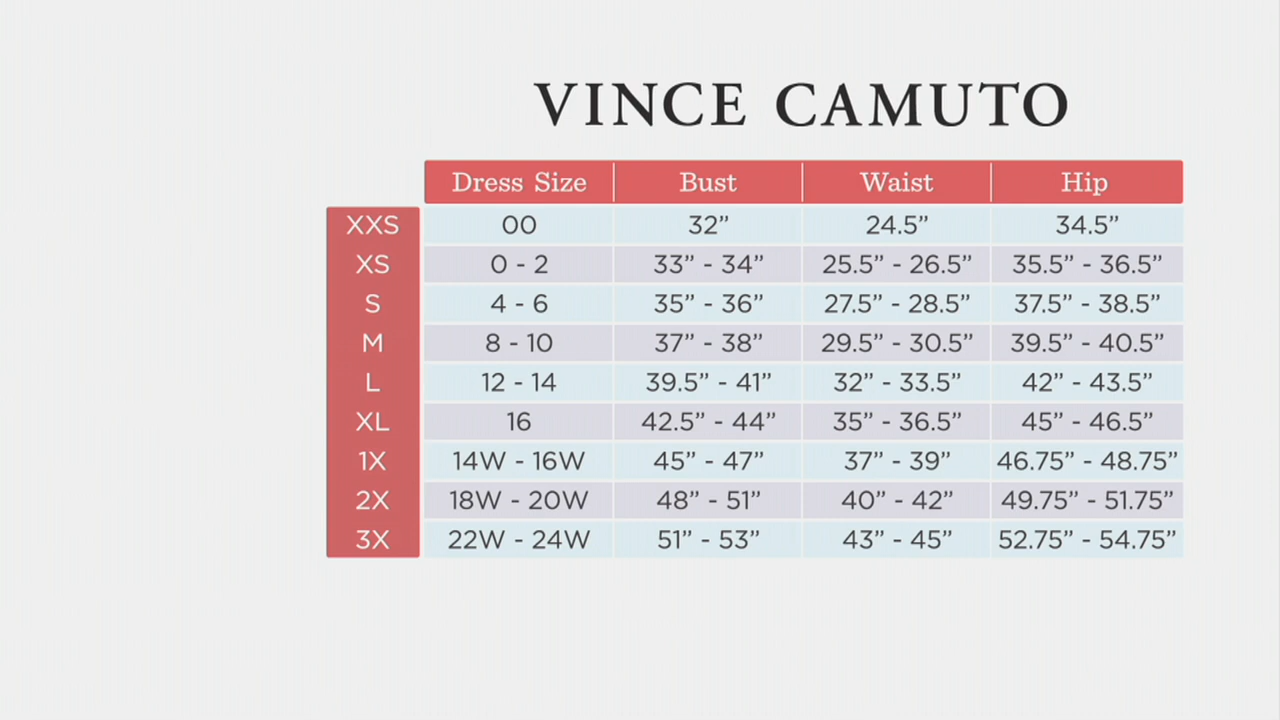 VINCE CAMUTO
Dress Size Bust Waist Hip
XXS 00 32” 24.5” 34.5”
XS 0 - 2 33” - 34” 25.5” - 26.5” 35.5” - 36.5”
S 4 - 6 35” - 36” 27.5” - 28.5” 37.5” - 38.5”
M 8 - 10 37” - 38” 29.5” - 30.5” 39.5” - 40.5”
L 12 - 14 39.5” - 41” 32” - 33.5” 42” - 43.5”
XL 16 42.5” - 44” 35” - 36.5” 45” - 46.5”
1X 14W - 16W 45” - 47” 37” - 39” 46.75” - 48.75”
2X 18W - 20W 48” - 51” 40” - 42” 49.75” - 51.75”
3X 22W - 24W 51” - 53” 43” - 45” 52.75” - 54.75”